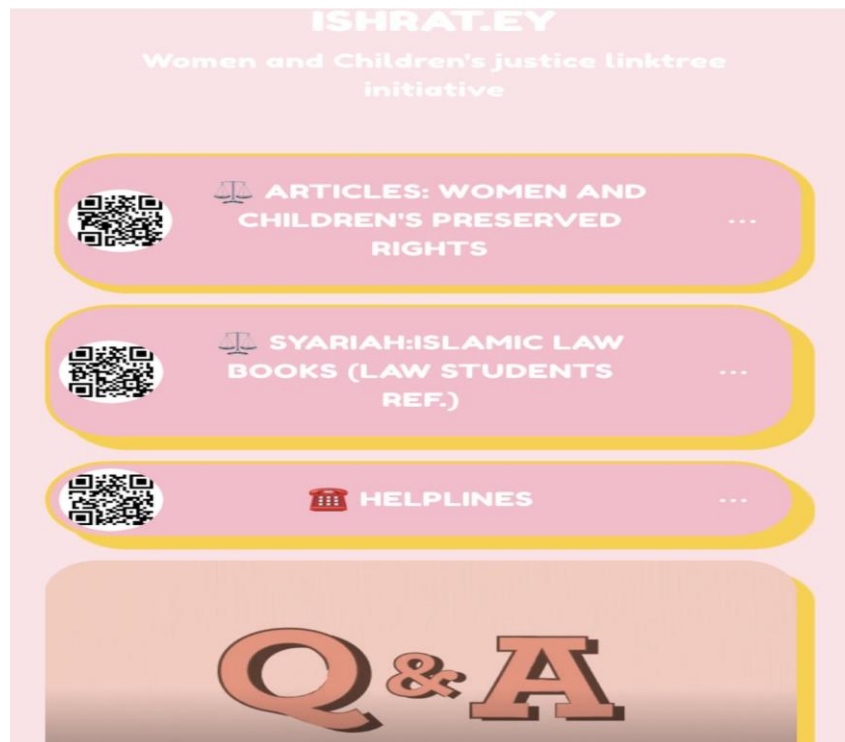 ISHRAT.EY
Women and Children's justice linktree
initiative
⚖️ ARTICLES: WOMEN AND
CHILDREN'S PRESERVED
RIGHTS
...
⚖️ SYARIAH:ISLAMIC LAW
BOOKS (LAW STUDENTS
REF.)
...
☎️ HELPLINES
...
Q & A